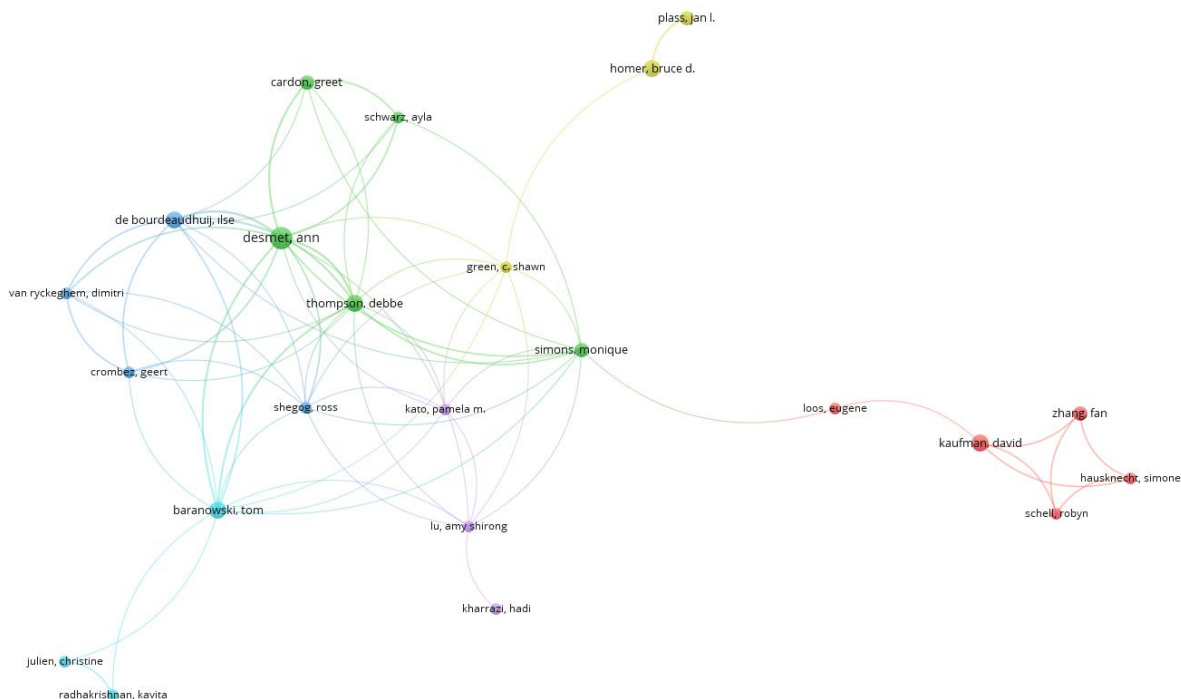 plass, jan l.
homer, bruce d.
cardon, greet
schwarz, ayla
de bourdeaudhuij, ilse
desmet, ann
green, c. shawn
van ryckeghem, dimitri
thompson, debbe
simons, monique
crombez, geert
shegog, ross
kato, pamela m.
loos, eugene
zhang, fan
kaufman, david
hausknecht, simone
schell, robyn
baranowski, tom
lu, amy shirong
kharrazi, hadi
julien, christine
radhakrishnan, kavita